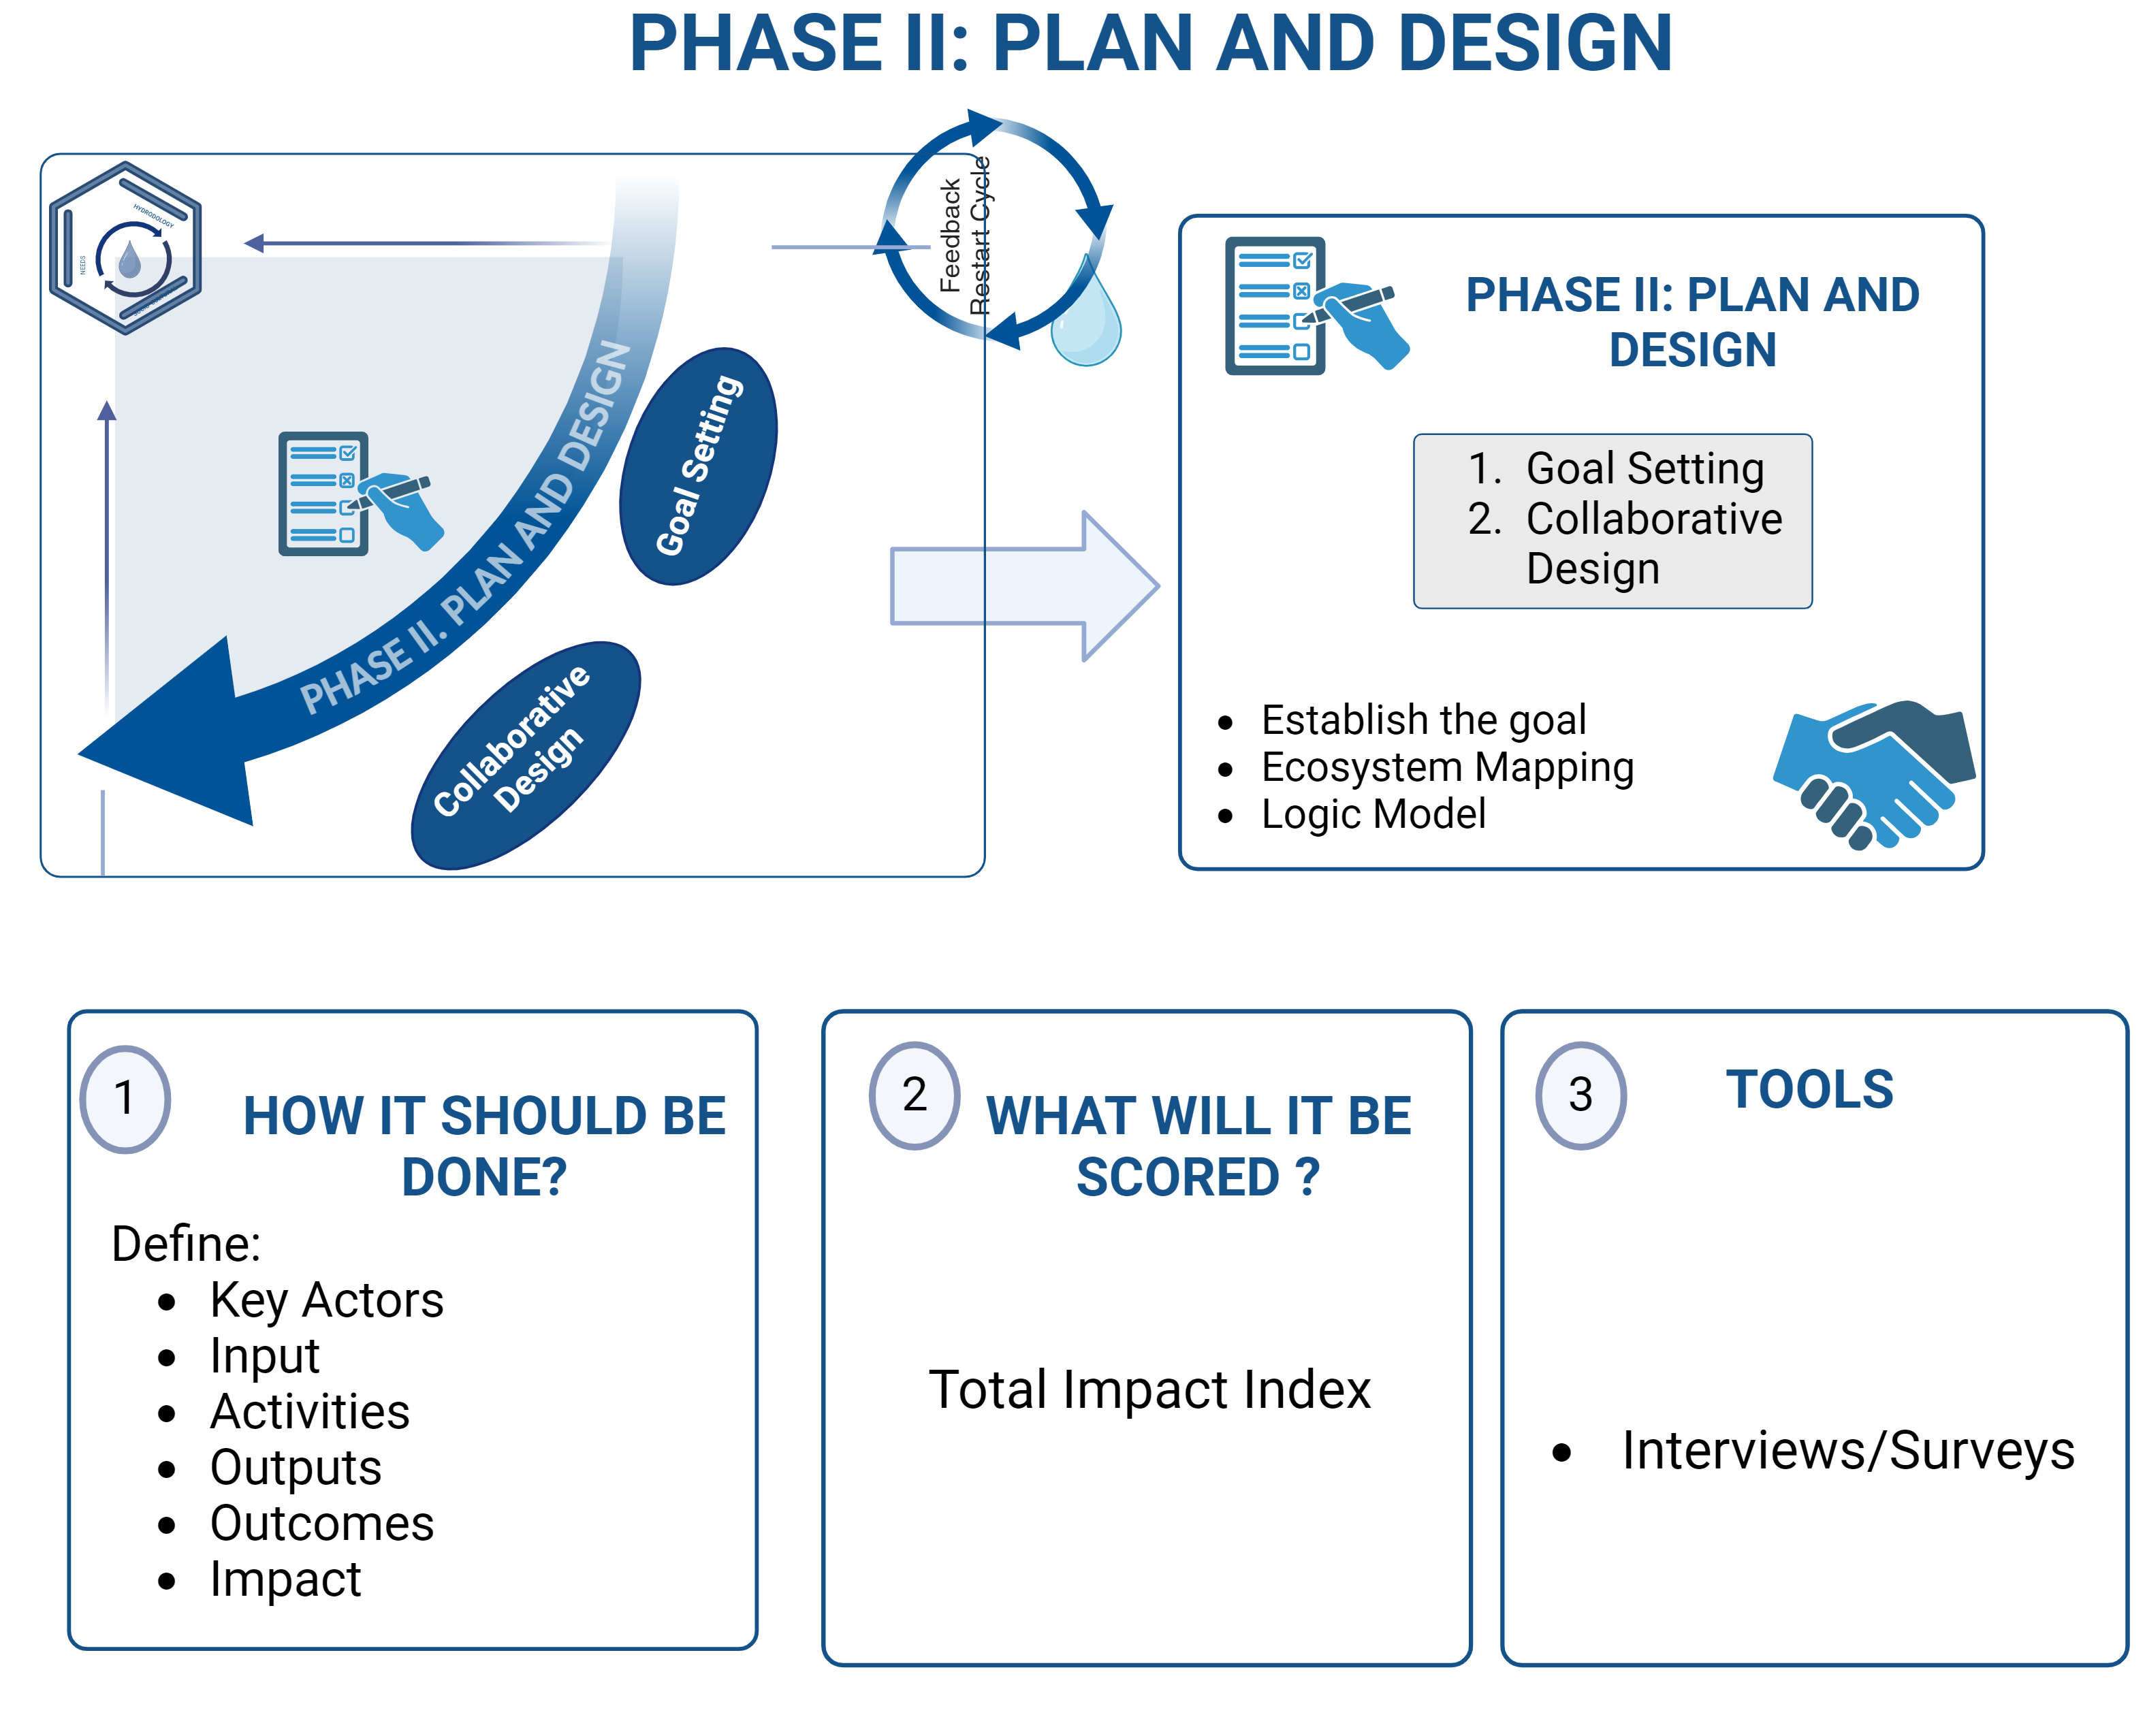 PHASE II: PLAN AND DESIGN
HYDRODOLOGY
NEEDS
Feedback
Restart Cycle
PHASE II. PLAN AND DESIGN
Goal Setting
Collaborative
Design
PHASE II: PLAN AND
DESIGN
1. Goal Setting
2. Collaborative
Design
• Establish the goal
• Ecosystem Mapping
• Logic Model
1
HOW IT SHOULD BE
DONE?
Define:
• Key Actors
• Input
• Activities
• Outputs
• Outcomes
• Impact
2
WHAT WILL IT BE
SCORED ?
Total Impact Index
3
TOOLS
• Interviews/Surveys